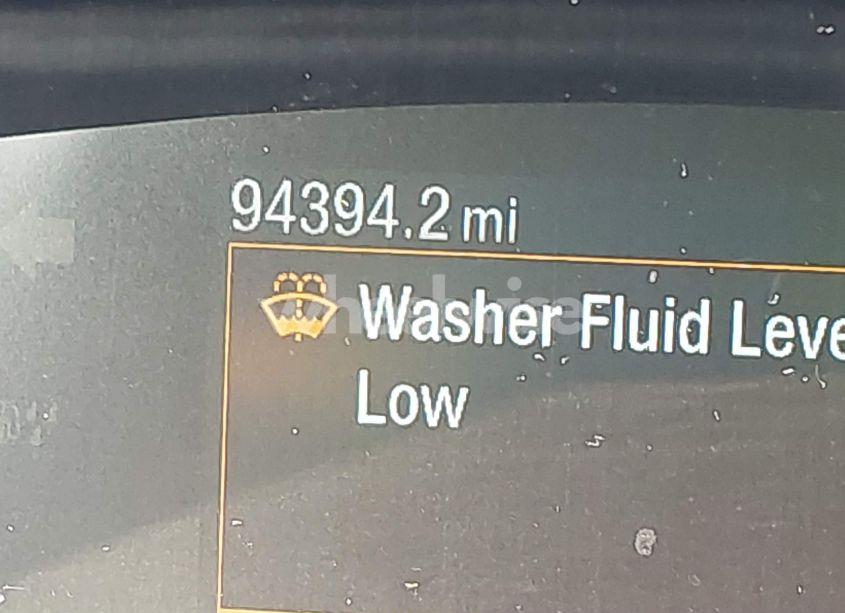 94394.2 mi
Washer Fluid Leve
Low